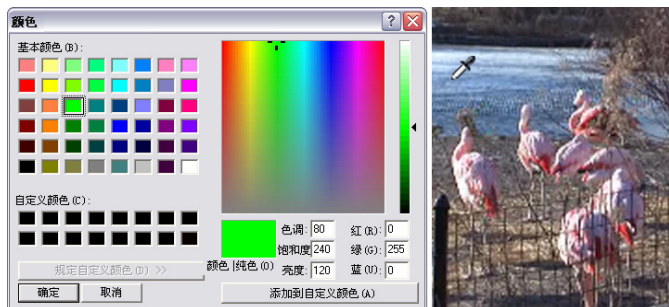 颜色
基本颜色(B):
自定义颜色(C):
规定自定义颜色(D) >>
确定
取消
颜色|纯色(O)
色调: 80
饱和度 240
亮度: 120
红(R): 0
绿(G): 255
蓝(U): 0
添加到自定义颜色(A)